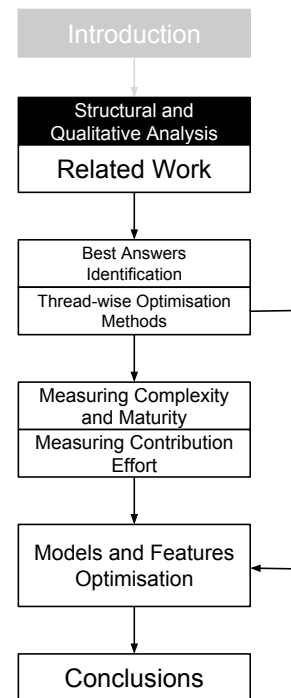 Introduction
Structural and
Qualitative Analysis
Related Work
Best Answers
Identification
Thread-wise Optimisation
Methods
Measuring Complexity
and Maturity
Measuring Contribution
Effort
Models and Features
Optimisation
Conclusions